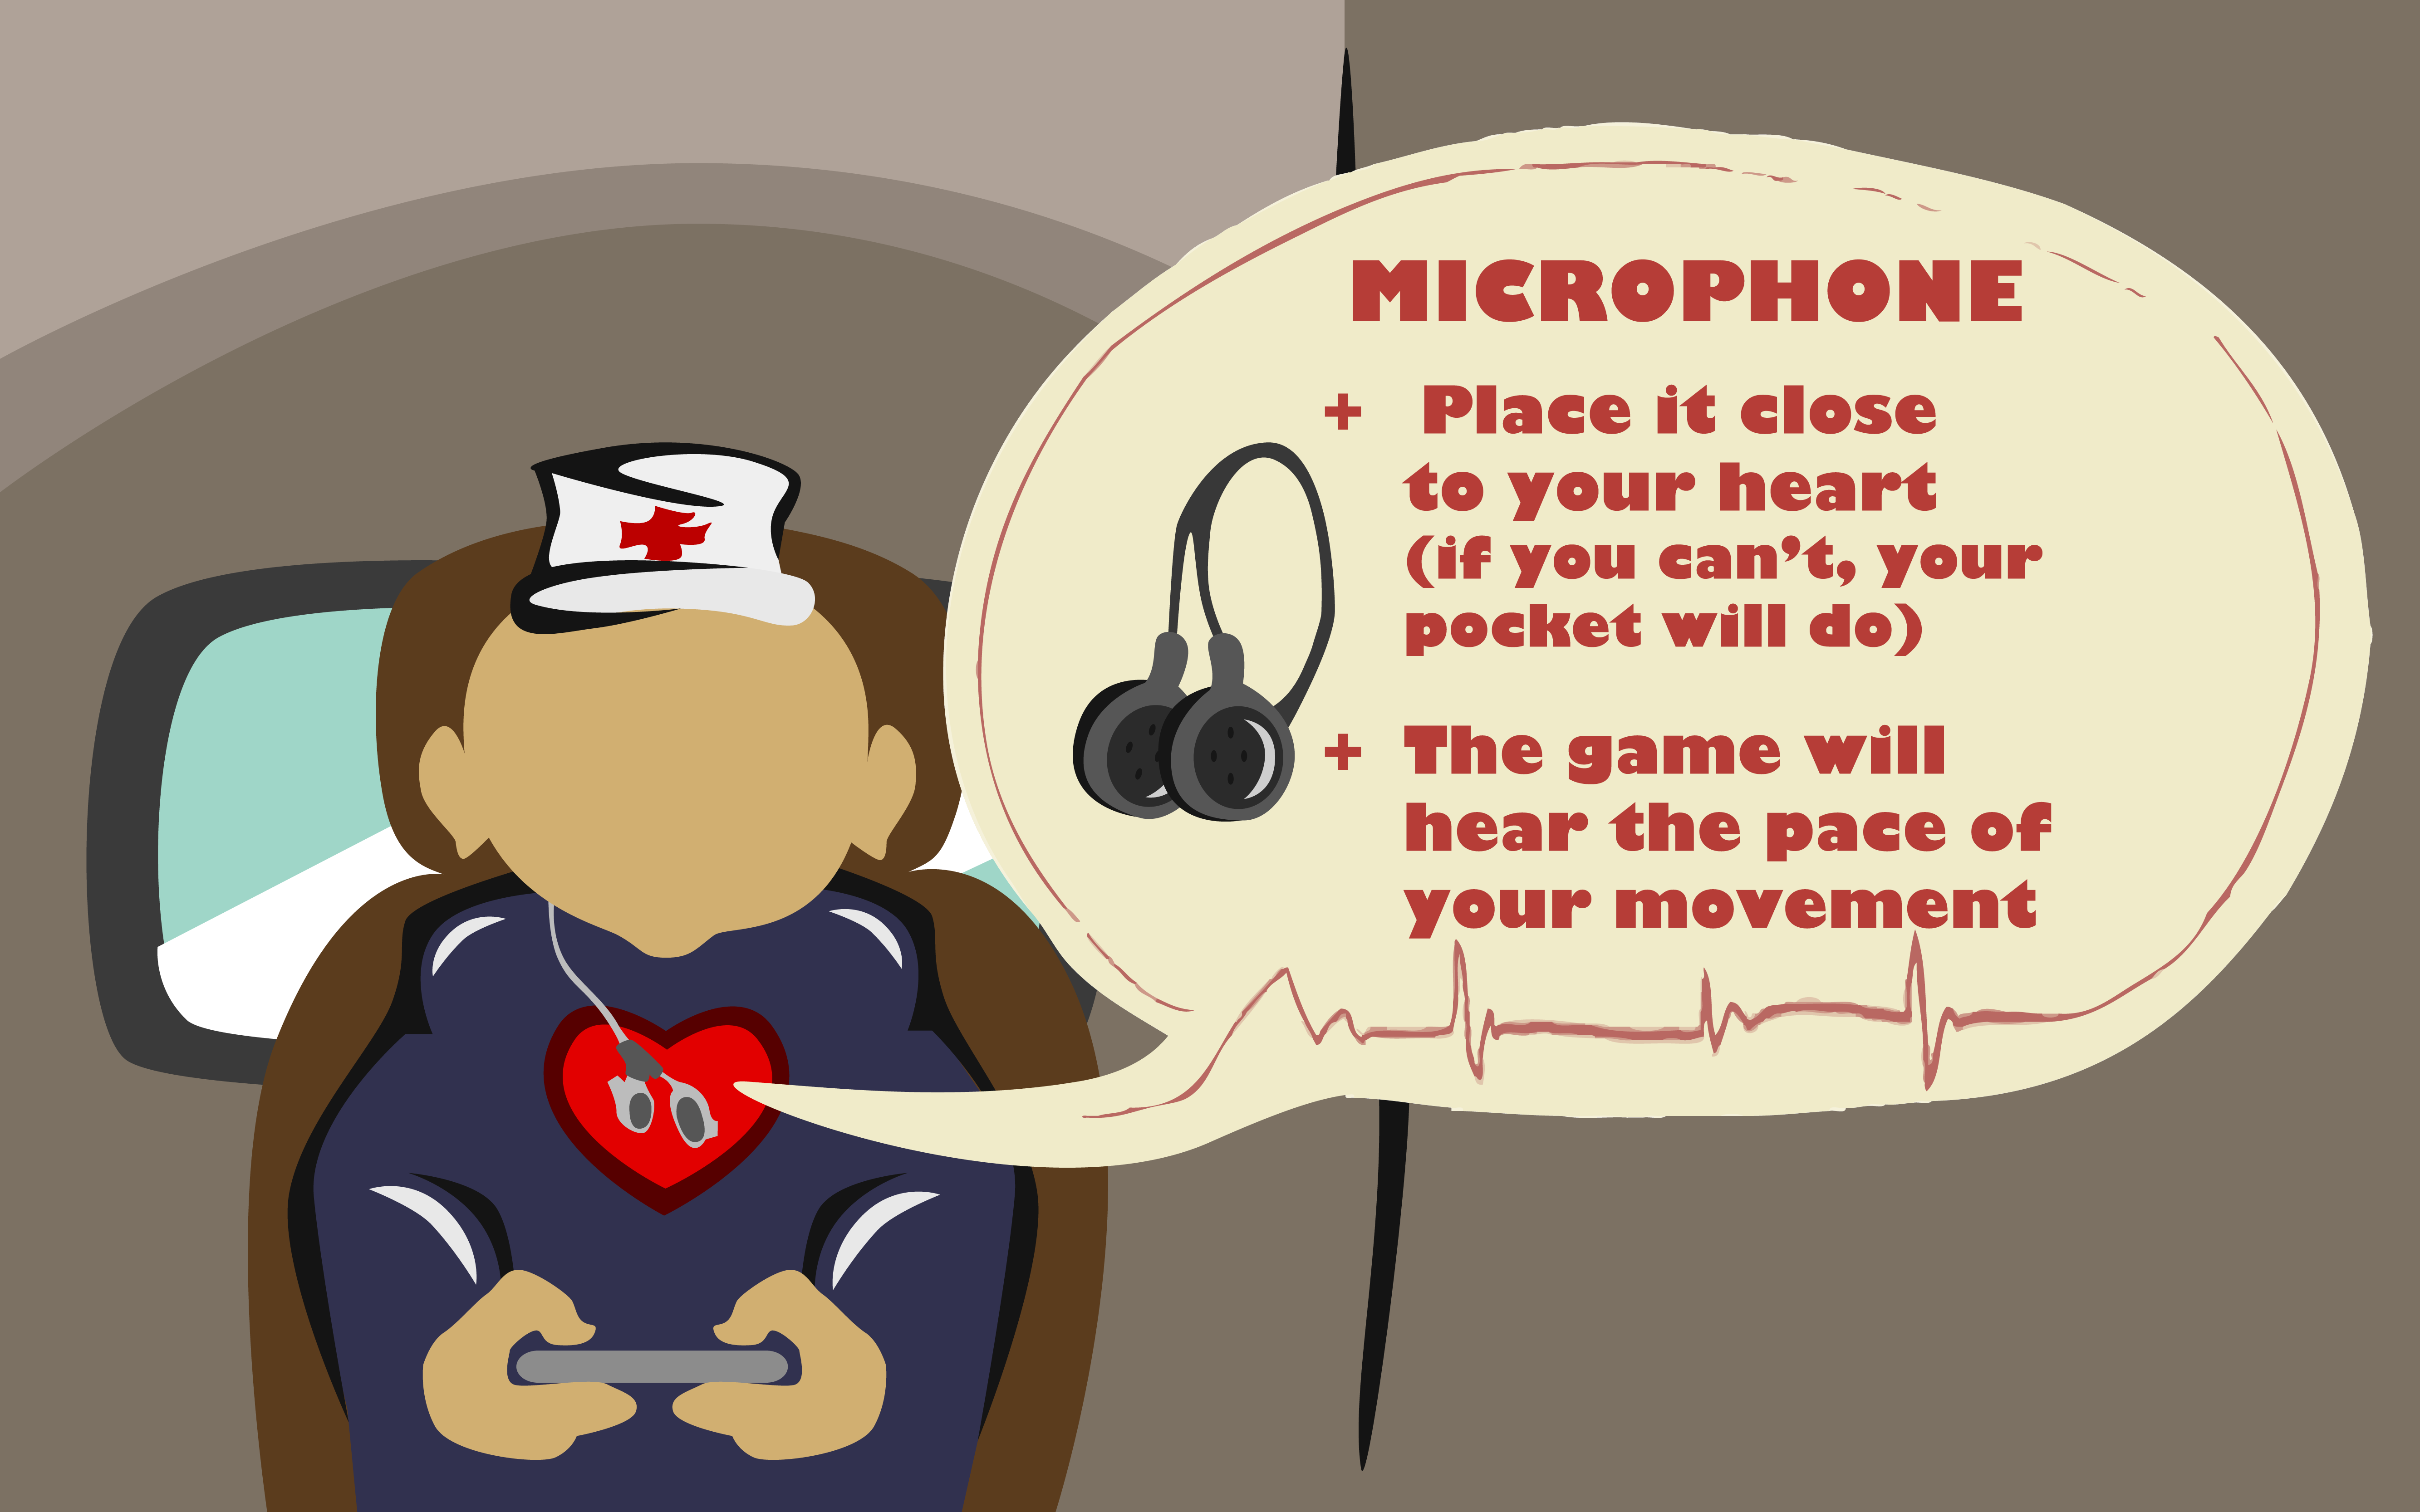 MICROPHONE
+ Place it close
to your heart
(if you can't, your
pocket will do)
+ The game will
hear the pace of
your movement